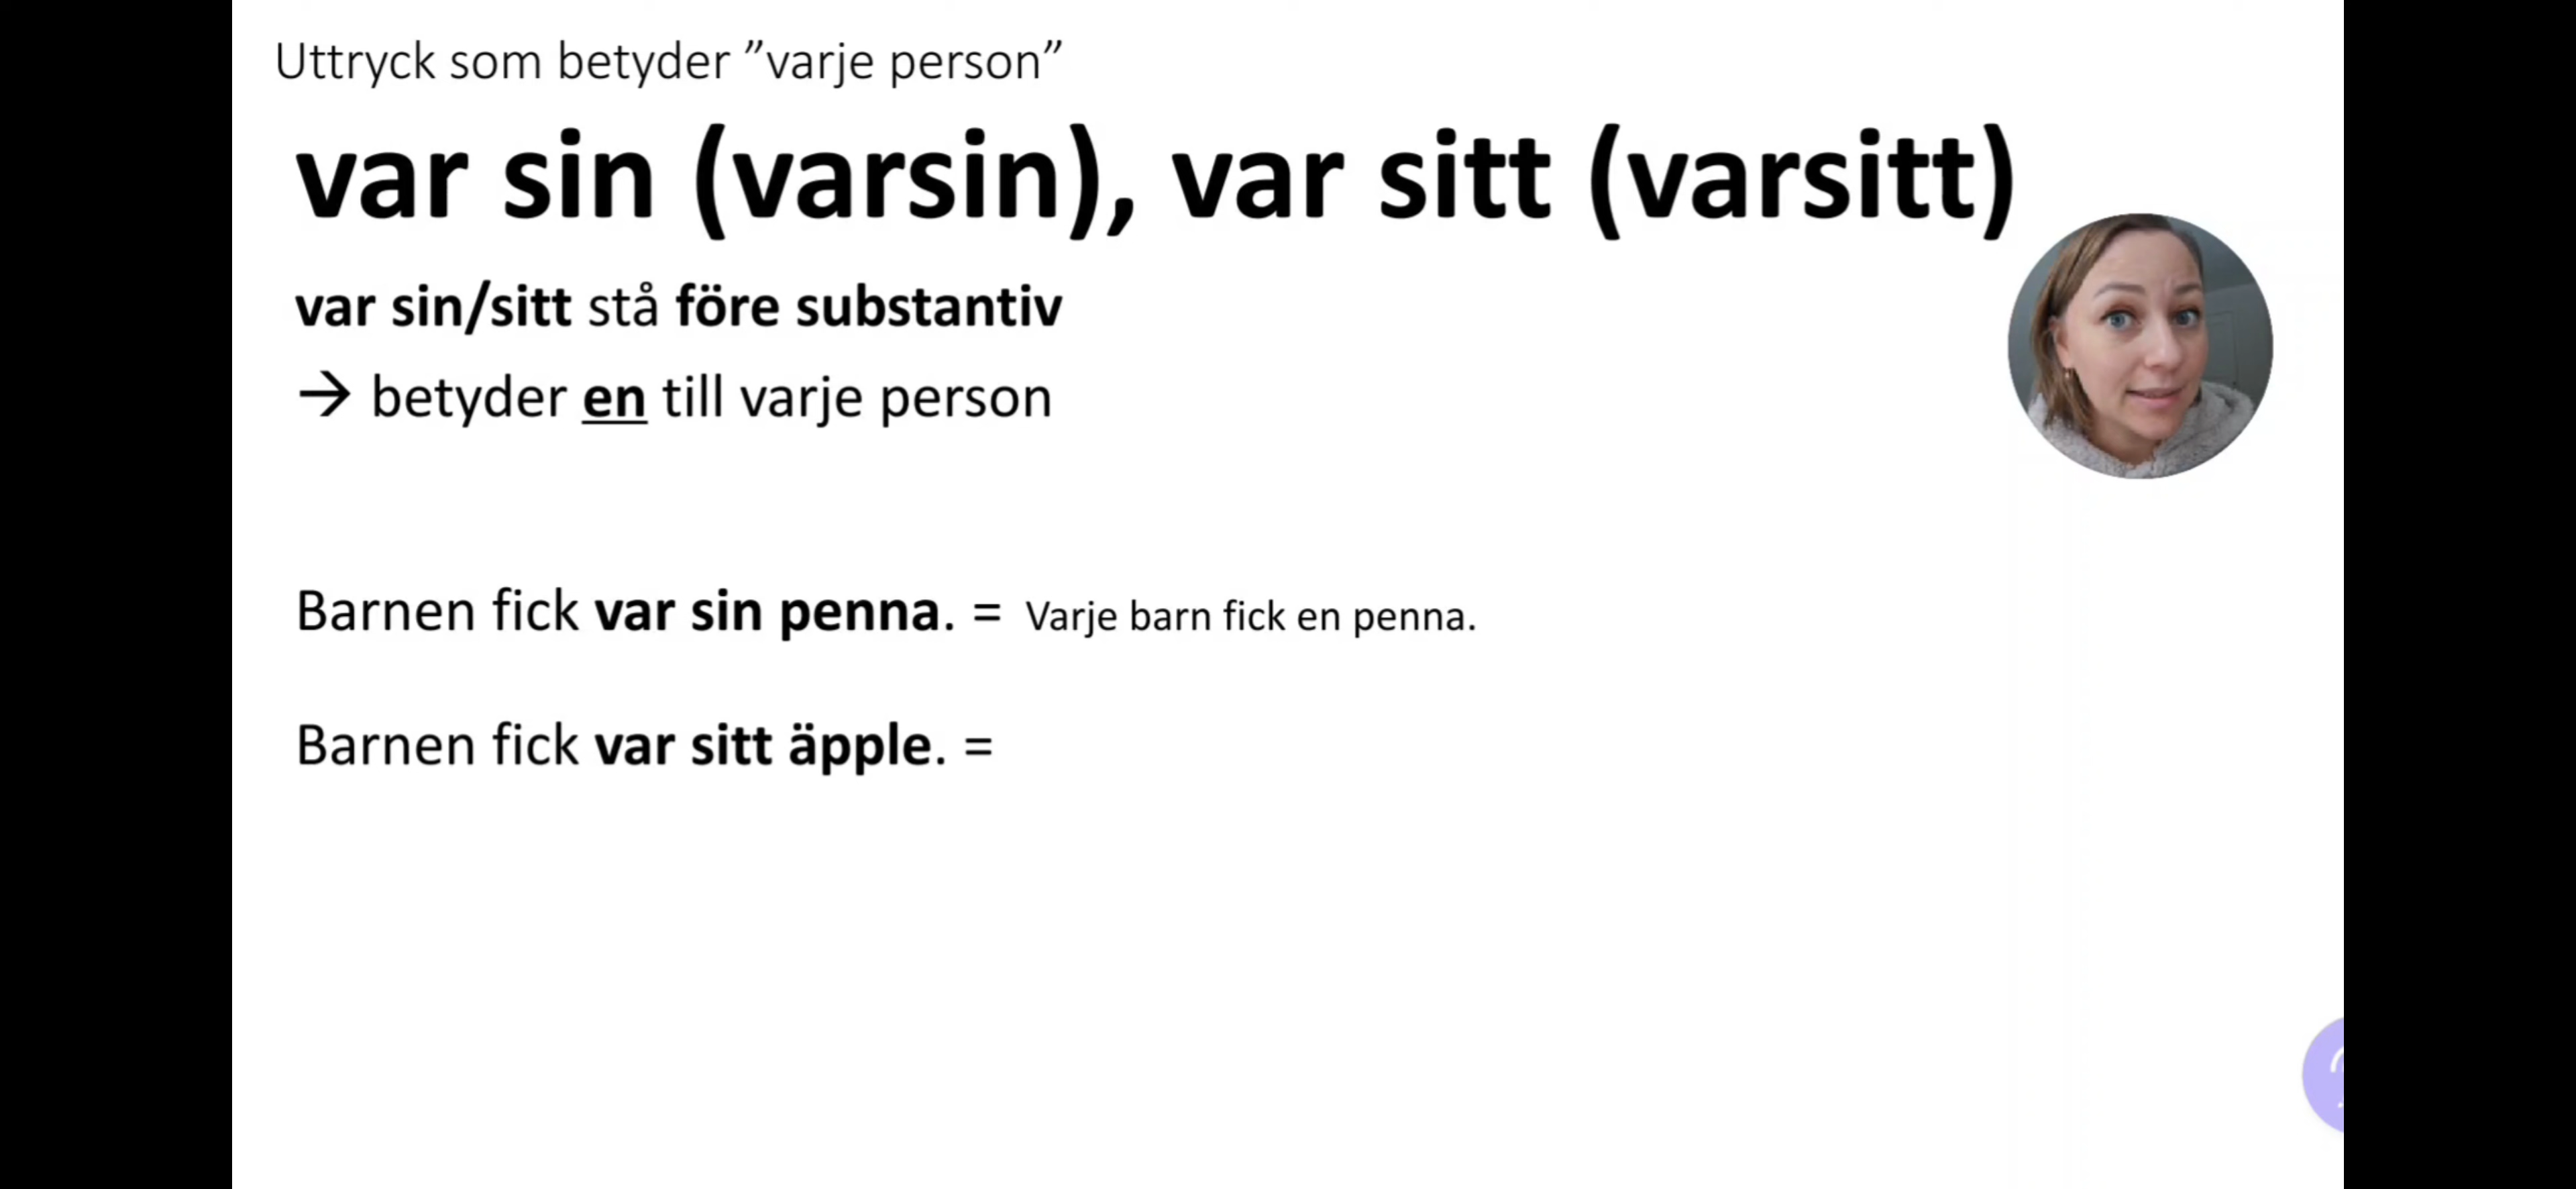 Uttryck som betyder ”varje person”
var sin (varsin), var sitt (varsitt)
var sin/sitt stå före substantiv
→ betyder en till varje person
Barnen fick var sin penna. = Varje barn fick en penna.
Barnen fick var sitt äpple. =